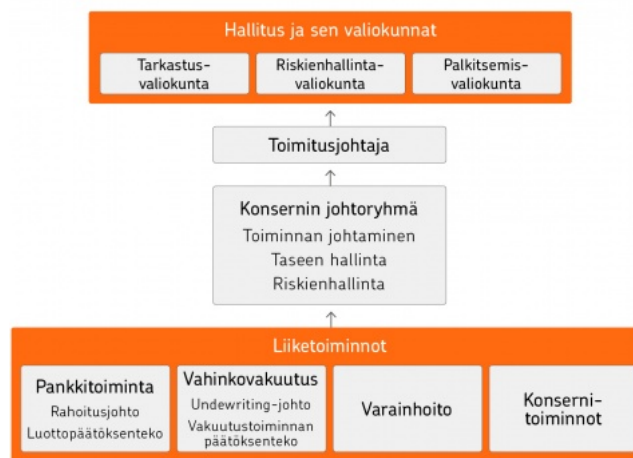 Hallitus ja sen valiokunnat
Tarkastus-
valiokunta
Riskienhallinta-
valiokunta
Palkitsemis-
valiokunta
Toimitusjohtaja
Konsernin johtoryhmä
Toiminnan johtaminen
Taseen hallinta
Riskienhallinta
Liiketoiminnot
Pankkitoiminta
Rahoitusjohto
Luottopäätöksenteko
Vahinkovakuutus
Undewriting-johto
Vakuutustoiminnan
päätöksenteko
Varainhoito
Konserni-
toiminnot